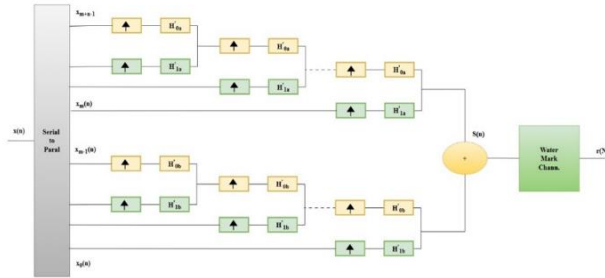 x_{m+n-1}
H'_{0a}
H'_{0a}
H'_{1a}
H'_{0a}
H'_{1a}
x_m(n)
H'_{1a}
x(n)
Serial
to
Paral
S(n)
+
Water
Mark
Chann.
r(N
x_{m-1}(n)
H'_{0b}
H'_{0b}
H'_{1b}
H'_{0b}
H'_{1b}
H'_{1b}
x_0(n)